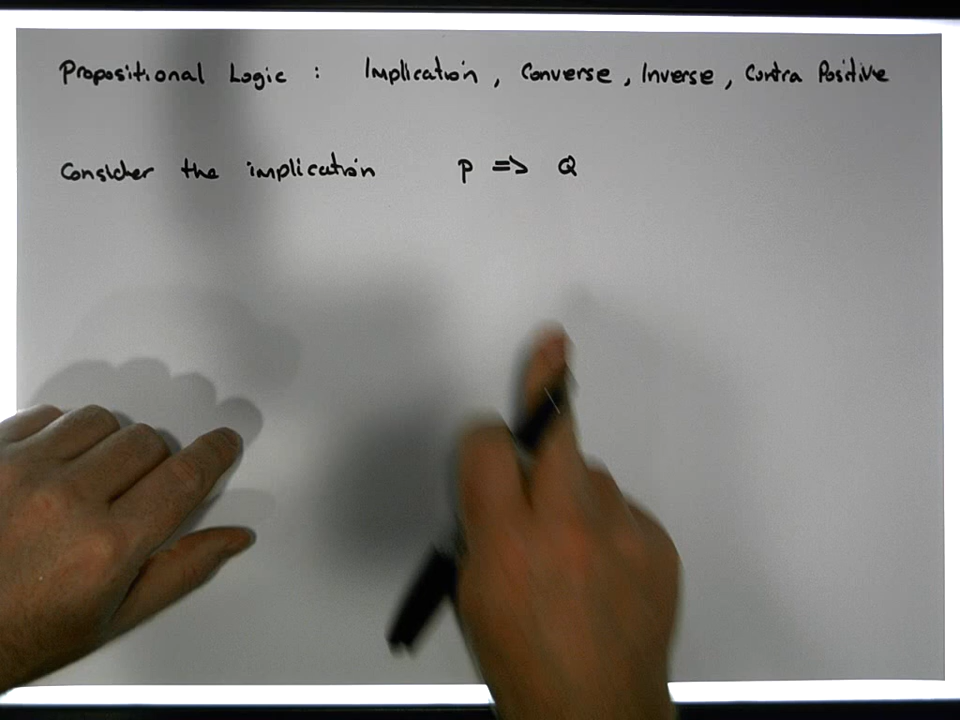 Propositional Logic : Implication, Converse, Inverse, Contra Positive
Consider the implication P => Q